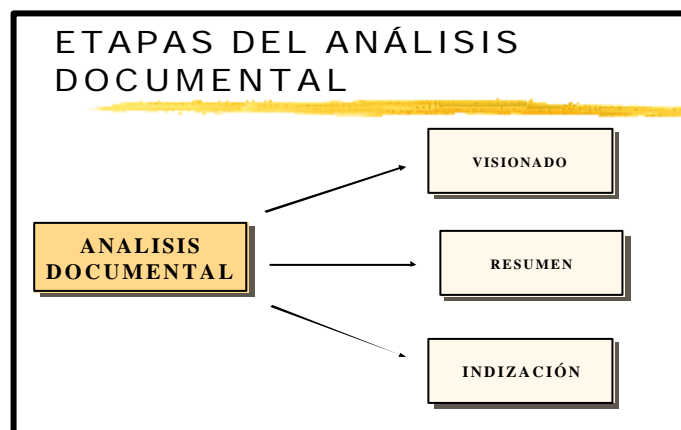 ETAPAS DEL ANÁLISIS
DOCUMENTAL
VISIONADO
ANALISIS
DOCUMENTAL
RESUMEN
INDIZACIÓN